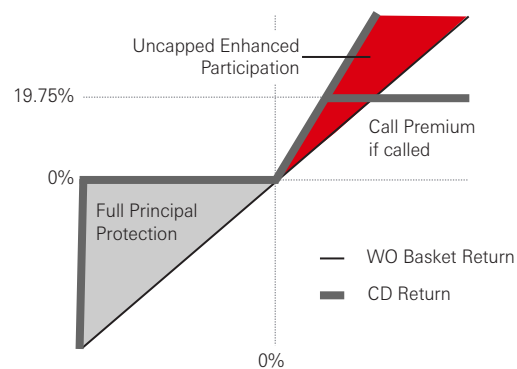 Uncapped Enhanced
Participation
19.75%
Call Premium
if called
0%
Full Principal
Protection
WO Basket Return
CD Return
0%